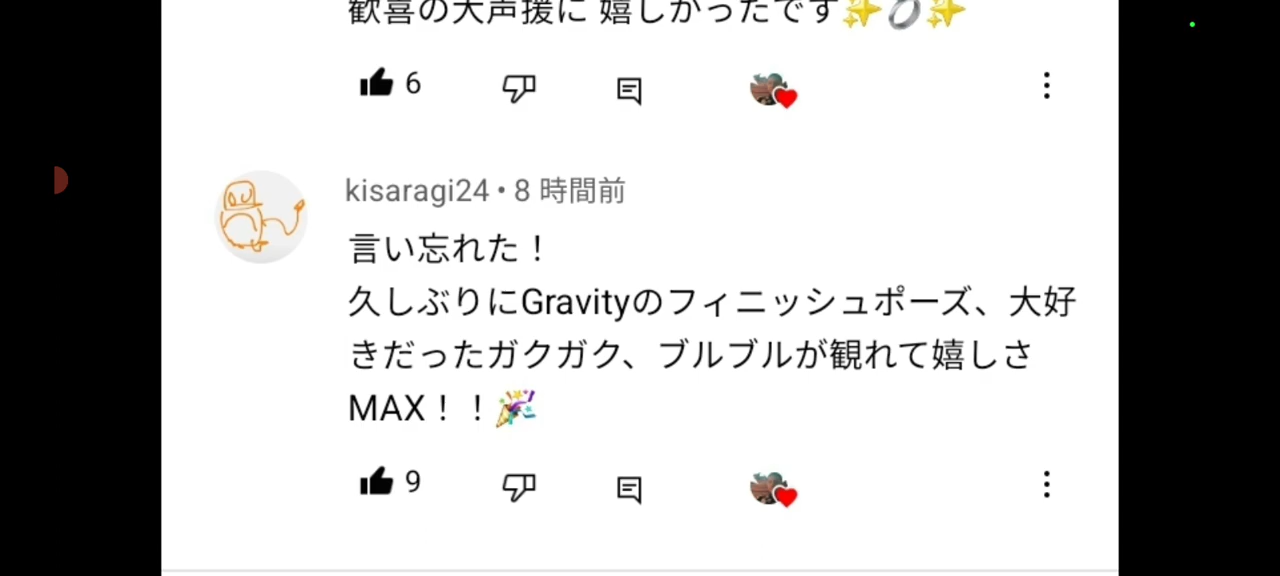 歓喜の大声援に 嬉しかったです✨💍✨
6
kisaragi24 • 8 時間前
言い忘れた！
久しぶりにGravityのフィニッシュポーズ、大好
きだったガクガク、ブルブルが観れて嬉しさ
MAX！！🎉
9